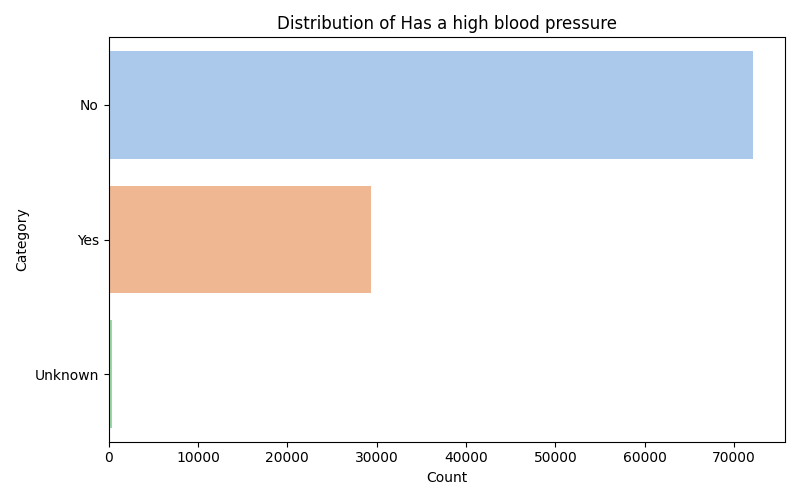 Distribution of Has a high blood pressure
No
Yes
Unknown
Category
0 10000 20000 30000 40000 50000 60000 70000
Count